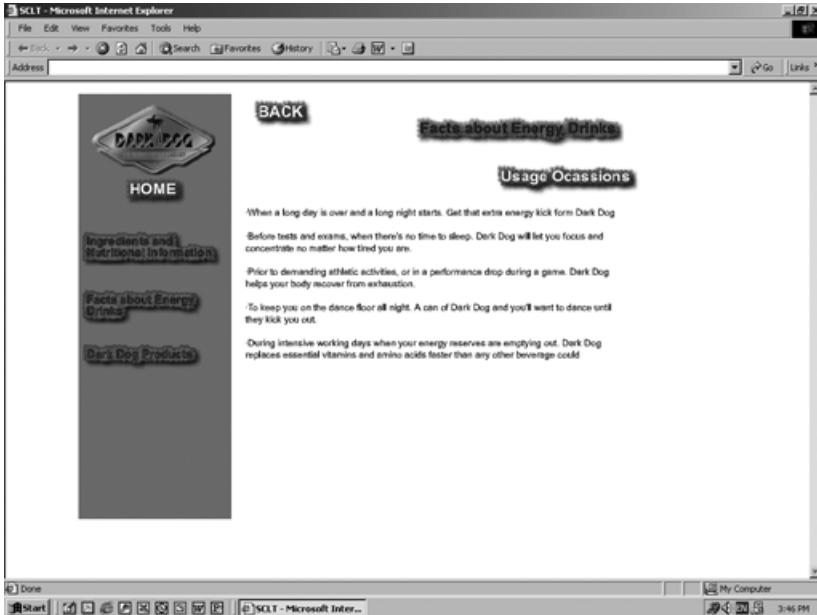 SCLT - Microsoft Internet Explorer
File Edit View Favorites Tools Help
Back Search Favorites History
Address Go Links
DARK DOG
HOME
Ingredients and
Nutritional Information
Facts about Energy
Drinks
Dark Dog Products
BACK
Facts about Energy Drinks
Usage Ocassions
·When a long day is over and a long night starts. Get that extra energy kick form Dark Dog
·Before tests and exams, when there's no time to sleep. Dark Dog will let you focus and
concentrate no matter how tired you are.
·Prior to demanding athletic activities, or in a performance drop during a game. Dark Dog
helps your body recover from exhaustion.
·To keep you on the dance floor all night. A can of Dark Dog and you'll want to dance until
they kick you out.
·During intensive working days when your energy reserves are emptying out. Dark Dog
replaces essential vitamins and amino acids faster than any other beverage could
Done My Computer
Start SCLT - Microsoft Inter... EN 3:46 PM